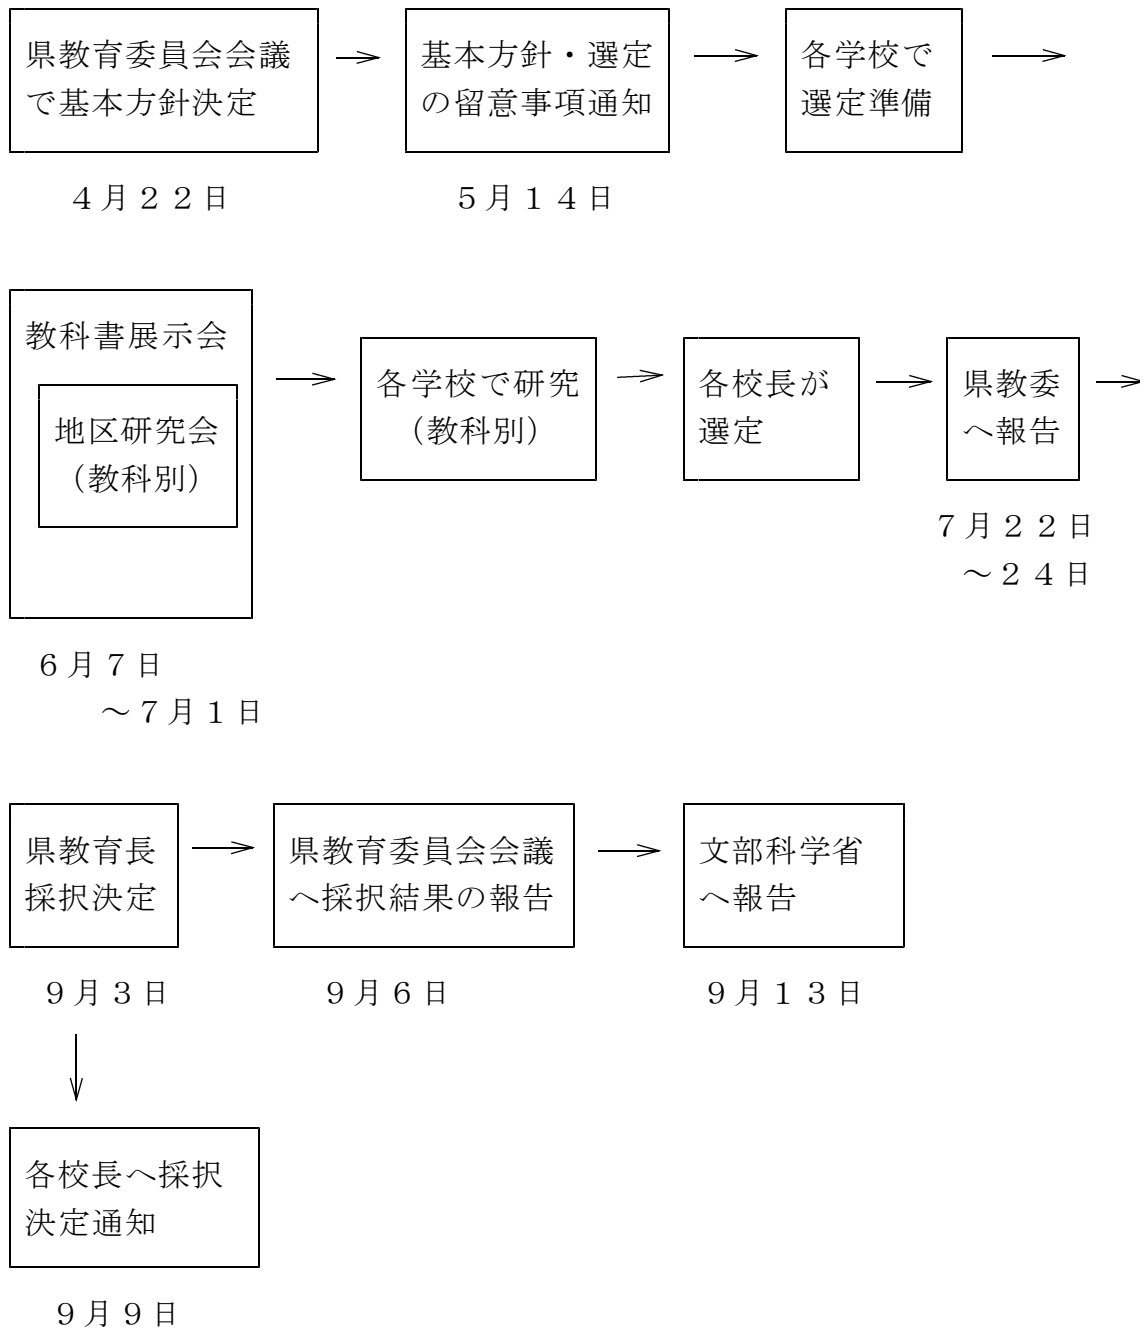 県教育委員会会議
で基本方針決定
４月２２日
基本方針・選定
の留意事項通知
５月１４日
各学校で
選定準備
教科書展示会
地区研究会
（教科別）
６月７日
～７月１日
各学校で研究
（教科別）
各校長が
選定
県教委
へ報告
７月２２日
～２４日
県教育長
採択決定
９月３日
県教育委員会会議
へ採択結果の報告
９月６日
文部科学省
へ報告
９月１３日
各校長へ採択
決定通知
９月９日